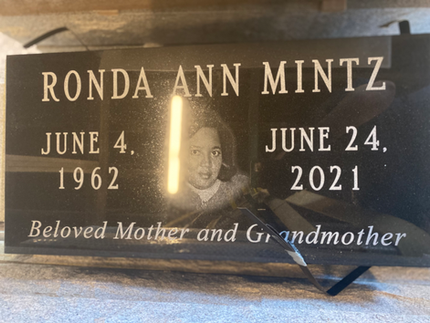 RONDA ANN MINTZ
JUNE 4,
1962
JUNE 24,
2021
Beloved Mother and Grandmother